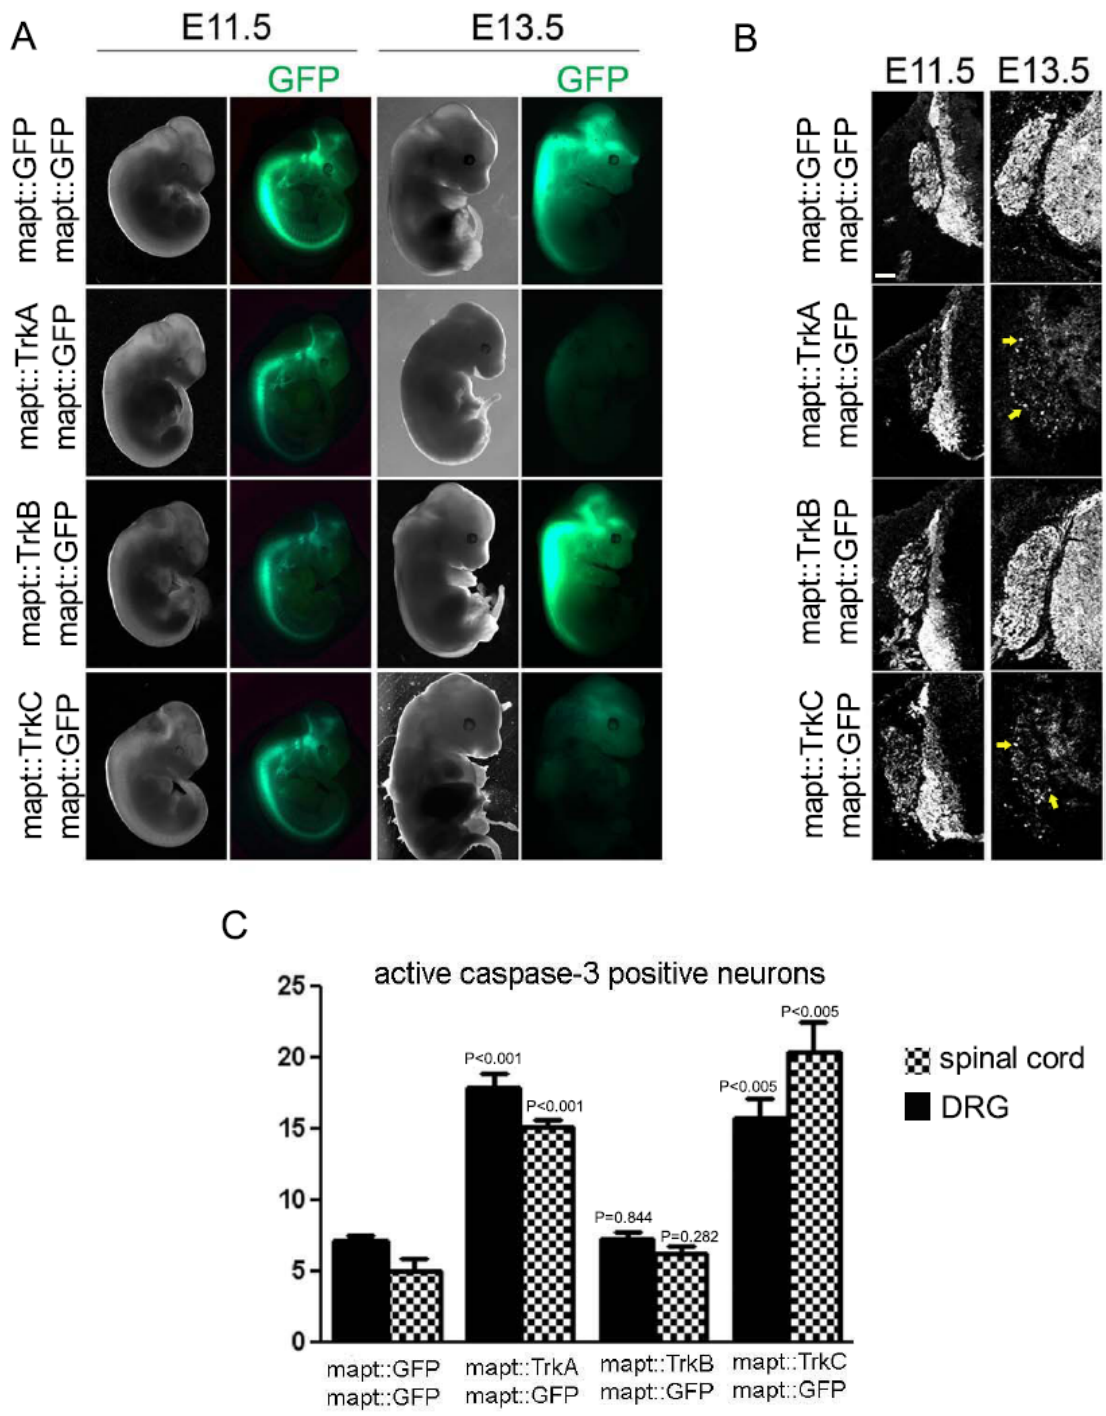 A
E11.5
E13.5
GFP
GFP
mapt::GFP
mapt::GFP
mapt::TrkA
mapt::GFP
mapt::TrkB
mapt::GFP
mapt::TrkC
mapt::GFP
B
E11.5
E13.5
mapt::GFP
mapt::GFP
mapt::TrkA
mapt::GFP
mapt::TrkB
mapt::GFP
mapt::TrkC
mapt::GFP
C
active caspase-3 positive neurons
25
20
15
10
5
0
P<0.001
P<0.001
P=0.844
P=0.282
P<0.005
P<0.005
mapt::GFP
mapt::GFP
mapt::TrkA
mapt::GFP
mapt::TrkB
mapt::GFP
mapt::TrkC
mapt::GFP
spinal cord
DRG